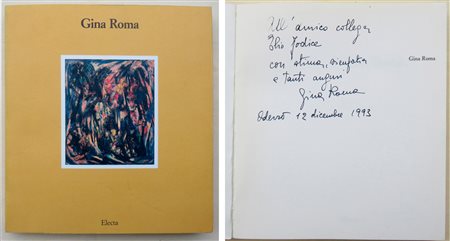 Gina Roma
Electa
All'amico collega
Elio Jodice
con stima, simpatia
e tanti auguri
Gina Roma
Oderzo 12 dicembre 1993
Gina Roma